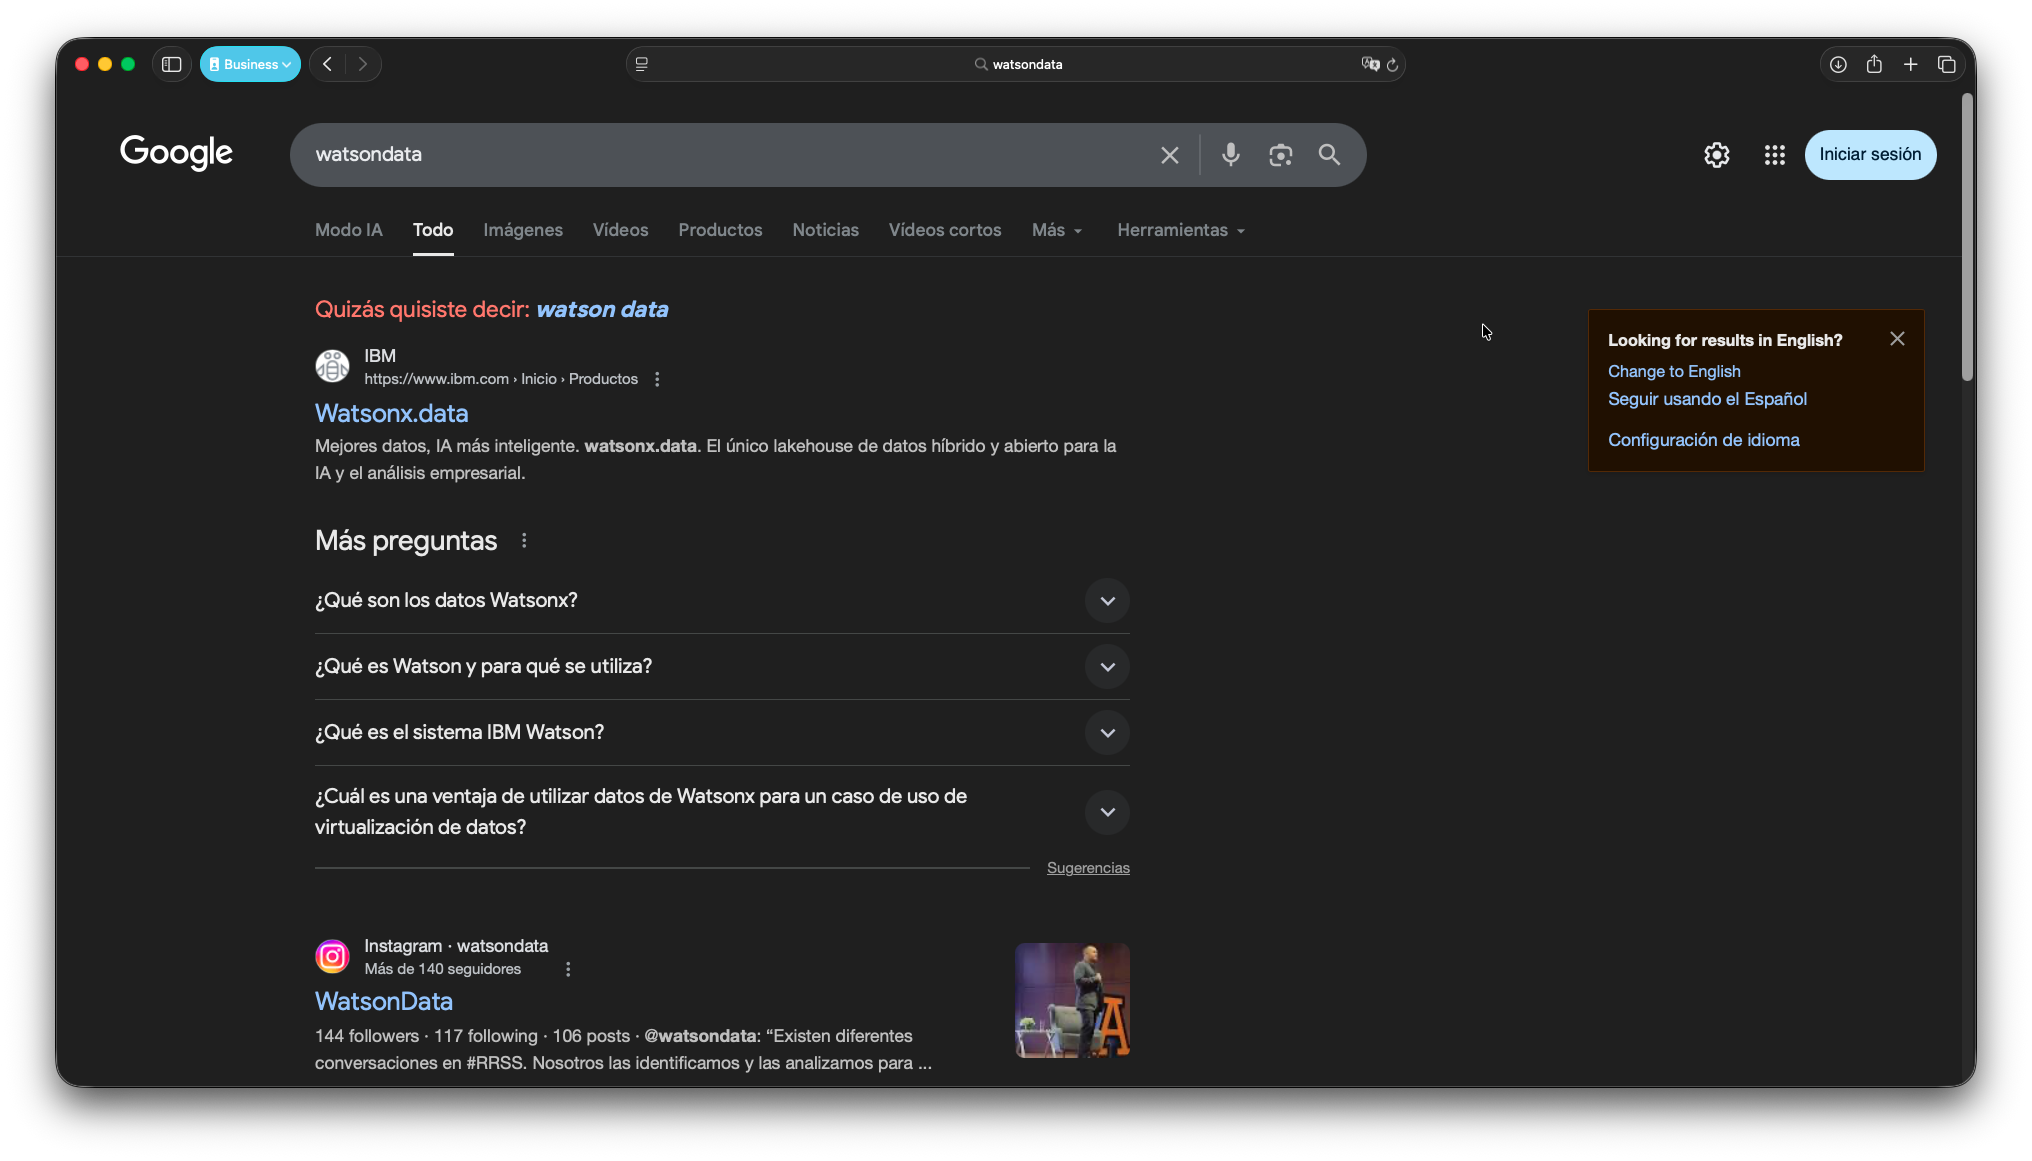 Business
watsondata
Google
watsondata
Iniciar sesión
Modo IA
Todo
Imágenes
Vídeos
Productos
Noticias
Vídeos cortos
Más
Herramientas
Quizás quisiste decir: watson data
IBM
https://www.ibm.com › Inicio › Productos
Watsonx.data
Mejores datos, IA más inteligente. watsonx.data. El único lakehouse de datos híbrido y abierto para la
IA y el análisis empresarial.
Más preguntas
¿Qué son los datos Watsonx?
¿Qué es Watson y para qué se utiliza?
¿Qué es el sistema IBM Watson?
¿Cuál es una ventaja de utilizar datos de Watsonx para un caso de uso de
virtualización de datos?
Sugerencias
Instagram · watsondata
Más de 140 seguidores
WatsonData
144 followers · 117 following · 106 posts · @watsondata: “Existen diferentes
conversaciones en #RRSS. Nosotros las identificamos y las analizamos para ...
A
Looking for results in English?
Change to English
Seguir usando el Español
Configuración de idioma